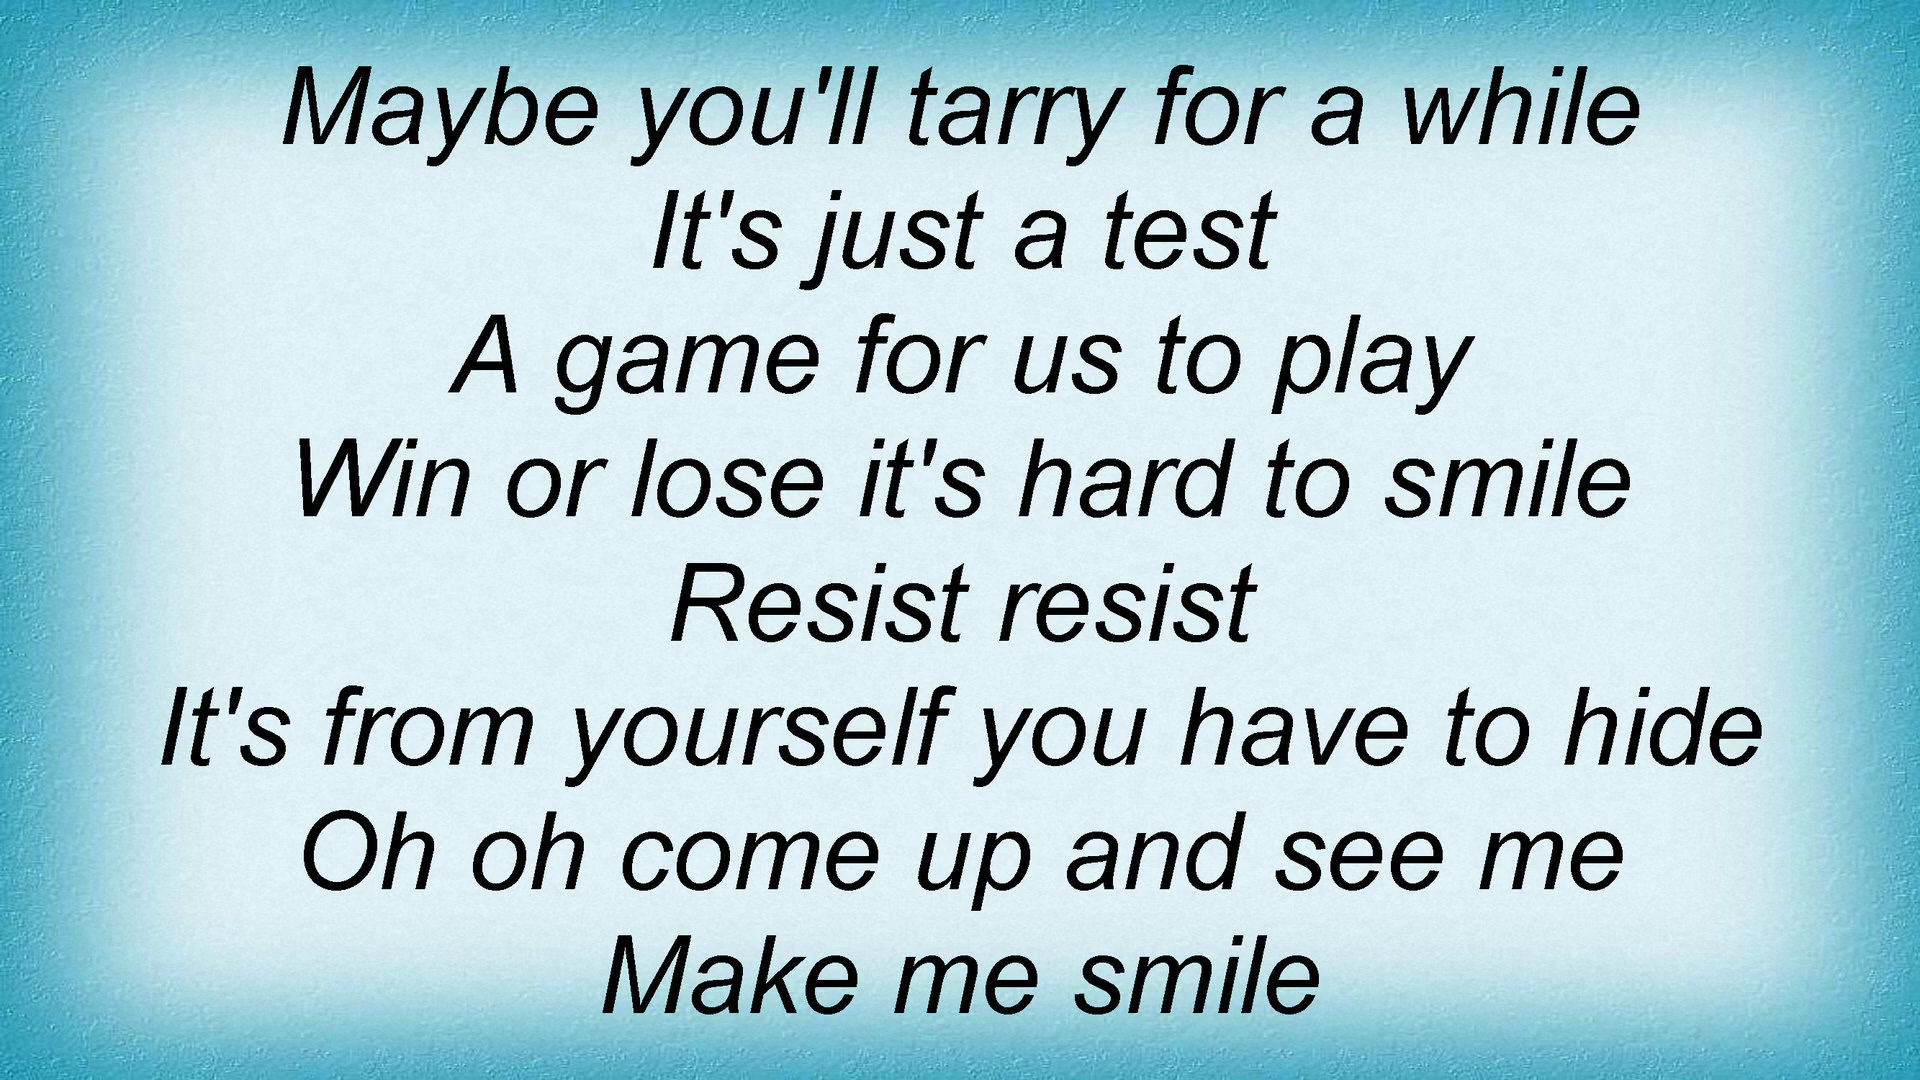 Maybe you'll tarry for a while
It's just a test
A game for us to play
Win or lose it's hard to smile
Resist resist
It's from yourself you have to hide
Oh oh come up and see me
Make me smile